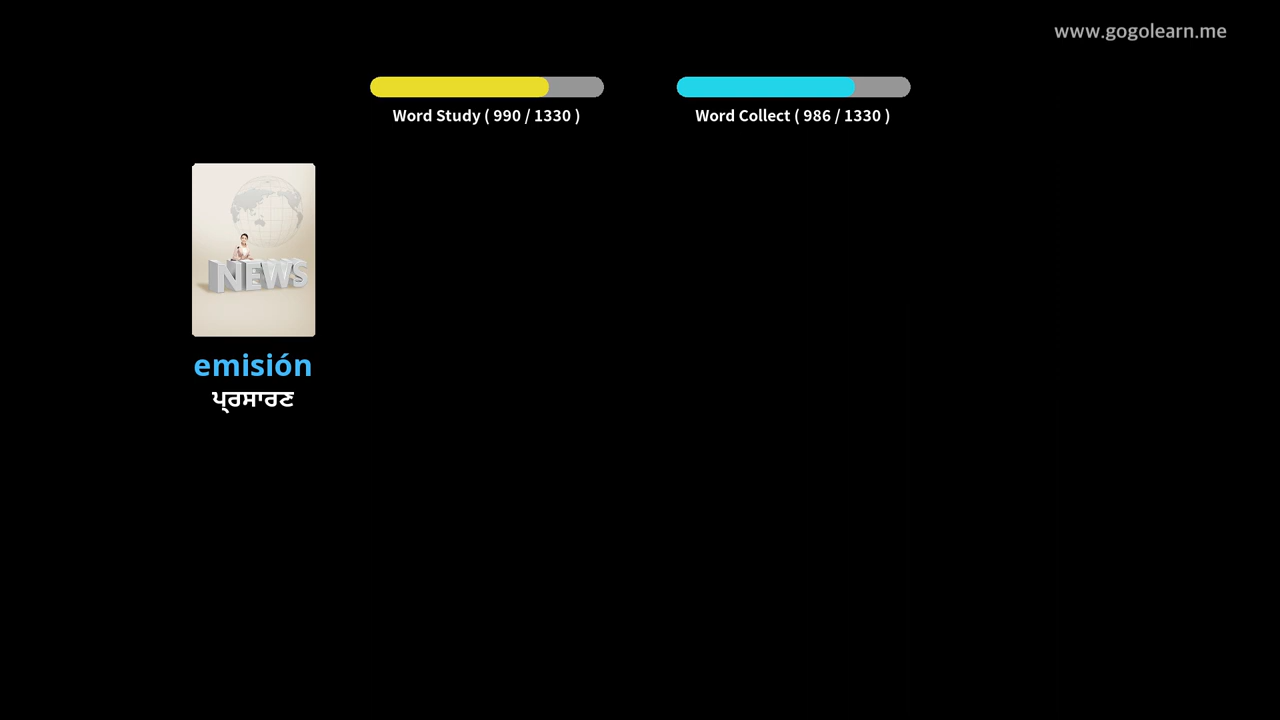 www.gogolearn.me
Word Study ( 990 / 1330 )
Word Collect ( 986 / 1330 )
NEWS
emisión
ਪ੍ਰਸਾਰਣ